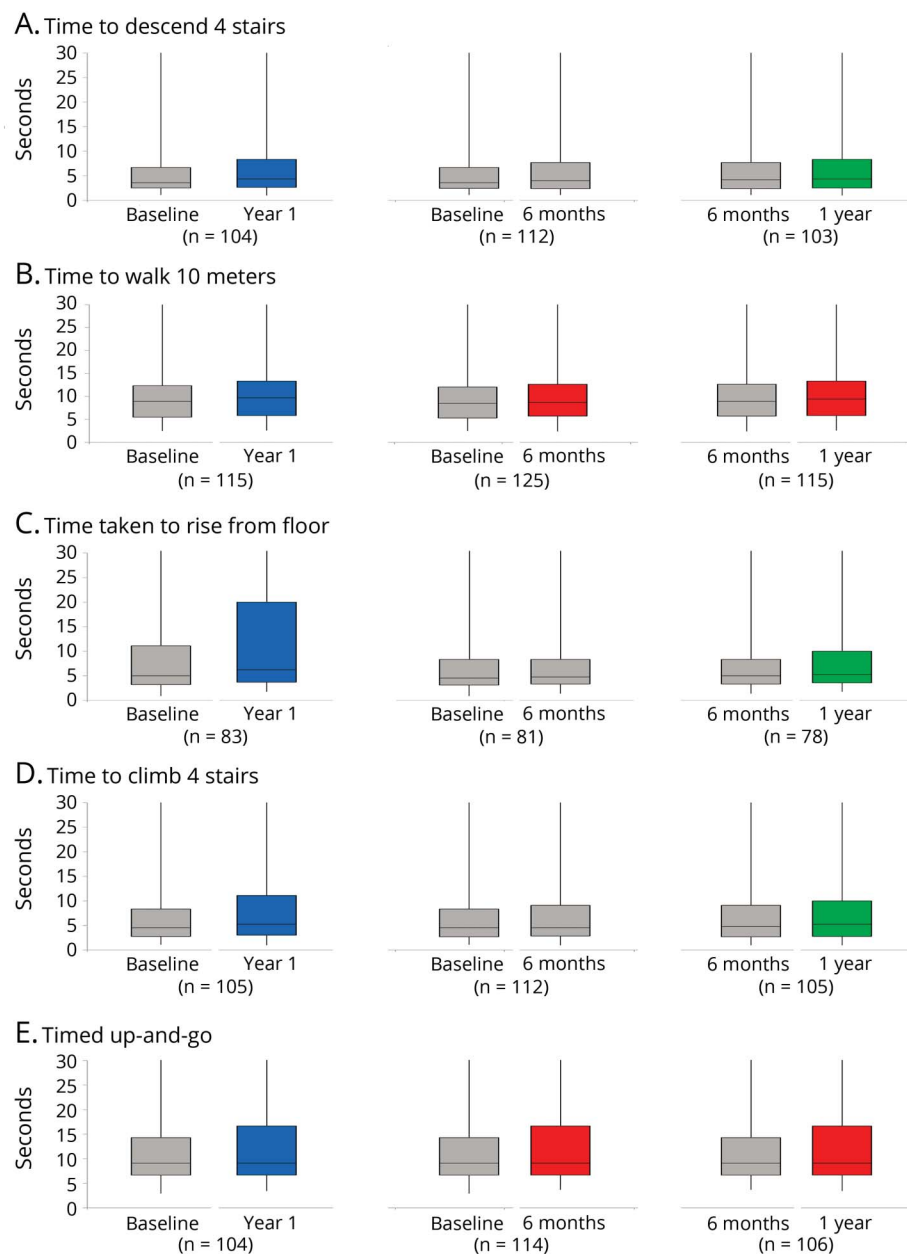 A. Time to descend 4 stairs
Seconds
30
25
20
15
10
5
0
Baseline Year 1 Baseline 6 months 6 months 1 year
(n = 104) (n = 112) (n = 103)
B. Time to walk 10 meters
Seconds
30
25
20
15
10
5
0
Baseline Year 1 Baseline 6 months 6 months 1 year
(n = 115) (n = 125) (n = 115)
C. Time taken to rise from floor
Seconds
30
25
20
15
10
5
0
Baseline Year 1 Baseline 6 months 6 months 1 year
(n = 83) (n = 81) (n = 78)
D. Time to climb 4 stairs
Seconds
30
25
20
15
10
5
0
Baseline Year 1 Baseline 6 months 6 months 1 year
(n = 105) (n = 112) (n = 105)
E. Timed up-and-go
Seconds
30
25
20
15
10
5
0
Baseline Year 1 Baseline 6 months 6 months 1 year
(n = 104) (n = 114) (n = 106)